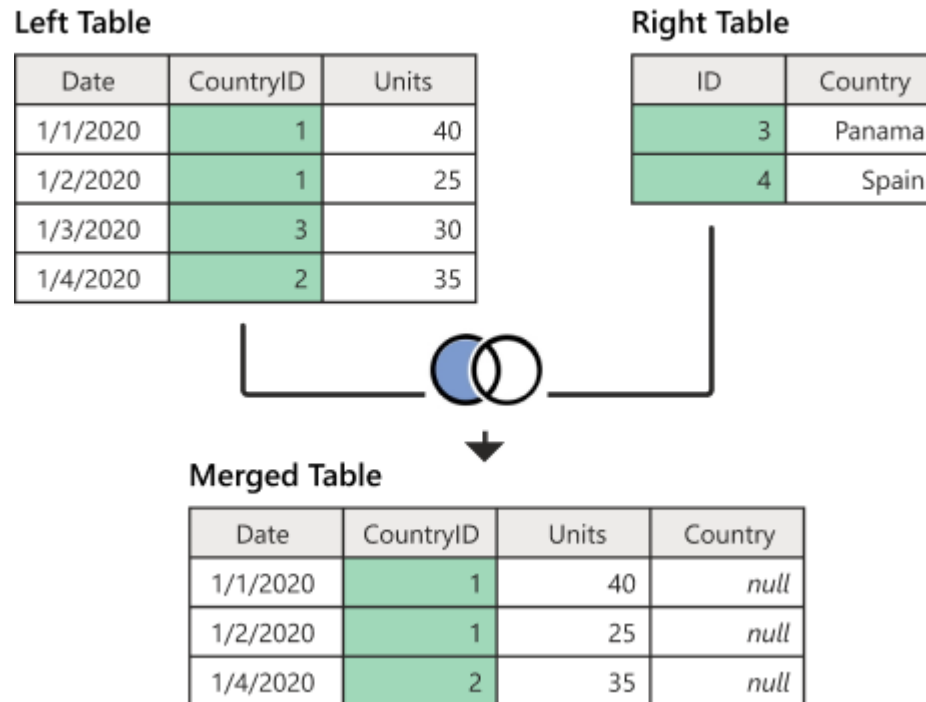 Left Table
Date CountryID Units
1/1/2020 1 40
1/2/2020 1 25
1/3/2020 3 30
1/4/2020 2 35
Right Table
ID Country
3 Panama
4 Spain
Merged Table
Date CountryID Units Country
1/1/2020 1 40 null
1/2/2020 1 25 null
1/4/2020 2 35 null